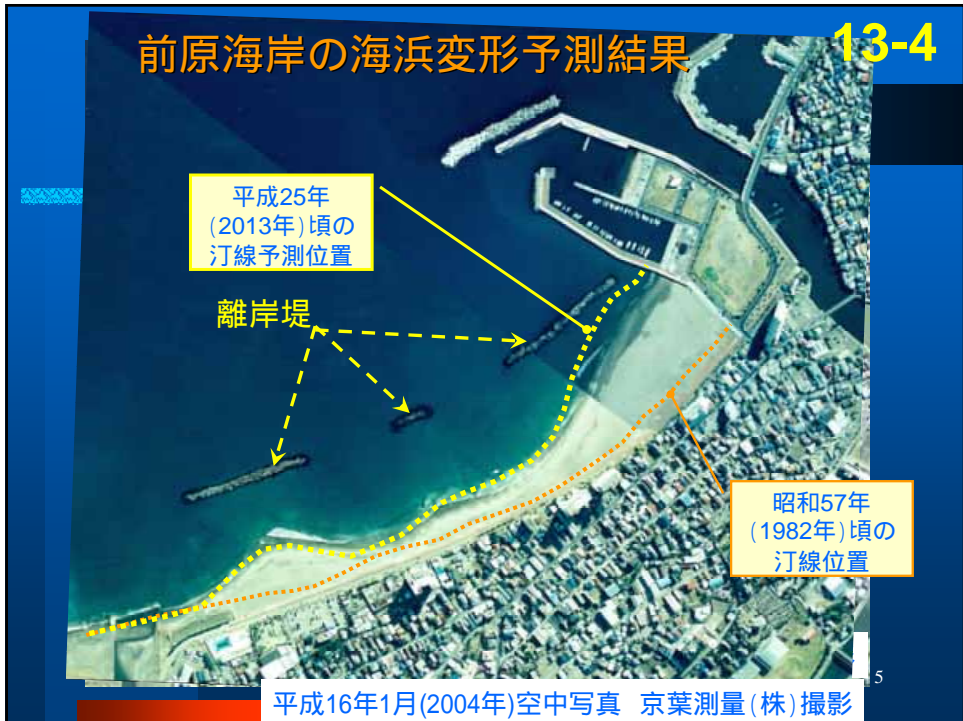 前原海岸の海浜変形予測結果
13-4
平成25年
(2013年)頃の
汀線予測位置
離岸堤
昭和57年
(1982年)頃の
汀線位置
5
平成16年1月(2004年)空中写真 京葉測量(株)撮影